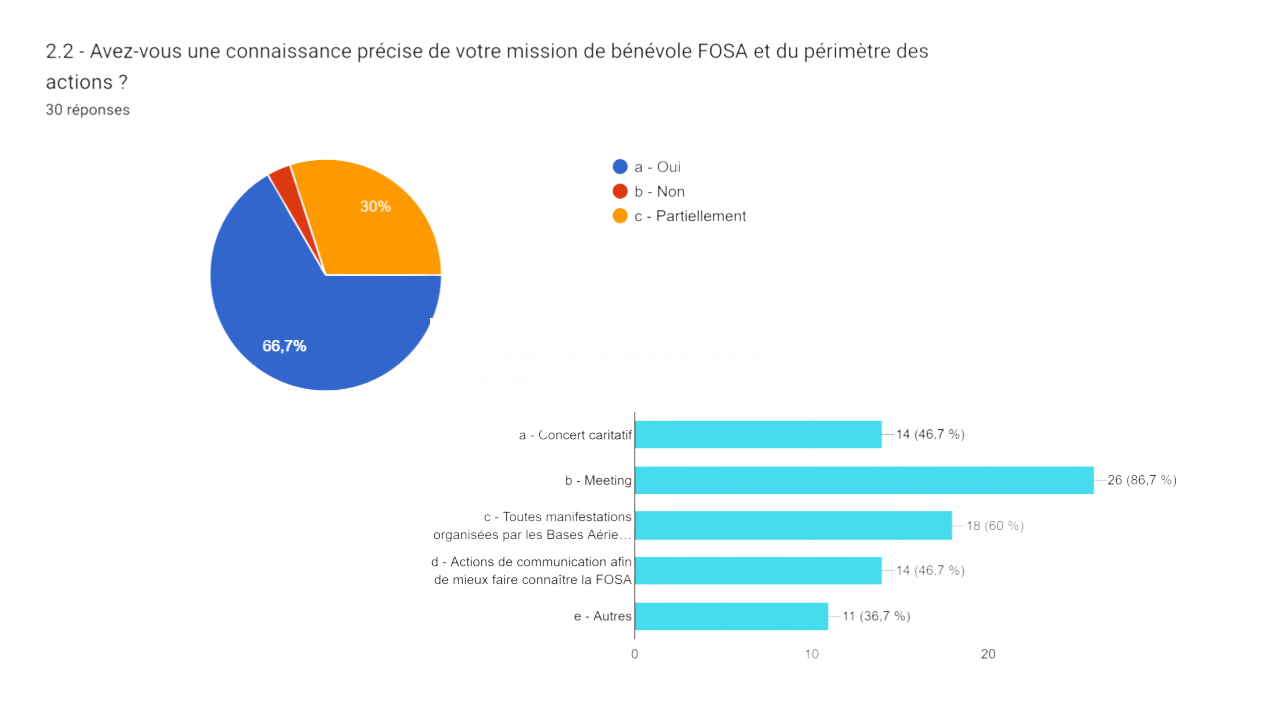 2.2 - Avez-vous une connaissance précise de votre mission de bénévole FOSA et du périmètre des
actions ?
30 réponses
a - Oui
b - Non
c - Partiellement
30%
66,7%
a - Concert caritatif
14 (46,7 %)
b - Meeting
26 (86,7 %)
c - Toutes manifestations
organisées par les Bases Aérie…
18 (60 %)
d - Actions de communication afin
de mieux faire connaître la FOSA
14 (46,7 %)
e - Autres
11 (36,7 %)
0
10
20